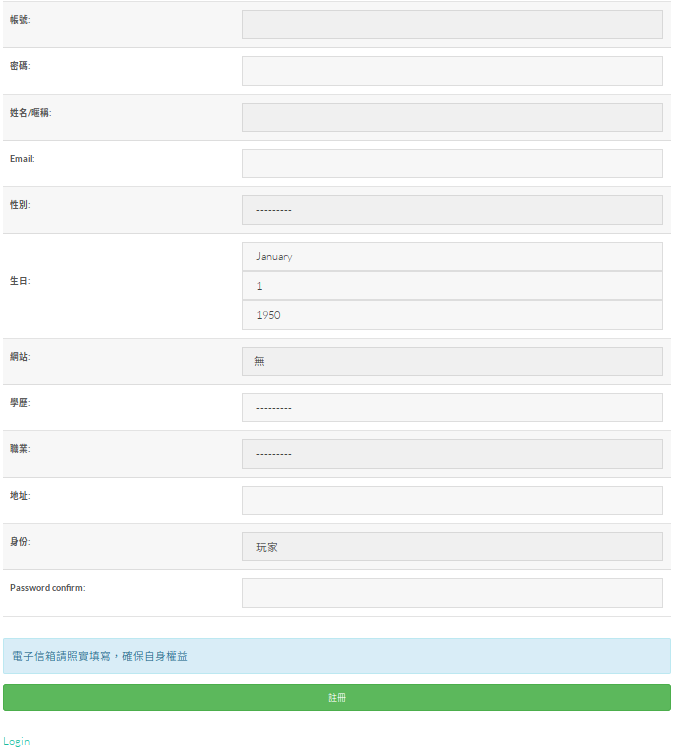 帳號:
密碼:
姓名/暱稱:
Email:
性別: ---------
生日: January
1
1950
網站: 無
學歷: ---------
職業: ---------
地址:
身份: 玩家
Password confirm:
電子信箱請照實填寫，確保自身權益
註冊
Login